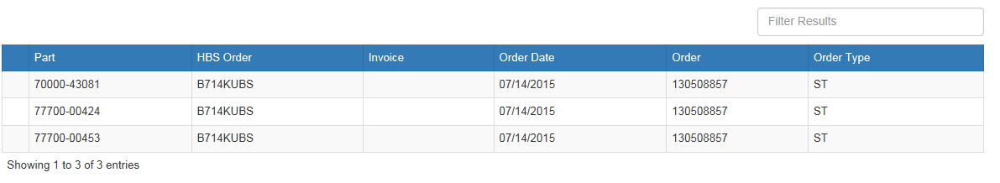 Filter Results
Part HBS Order Invoice Order Date Order Order Type
70000-43081 B714KUBS 07/14/2015 130508857 ST
77700-00424 B714KUBS 07/14/2015 130508857 ST
77700-00453 B714KUBS 07/14/2015 130508857 ST
Showing 1 to 3 of 3 entries